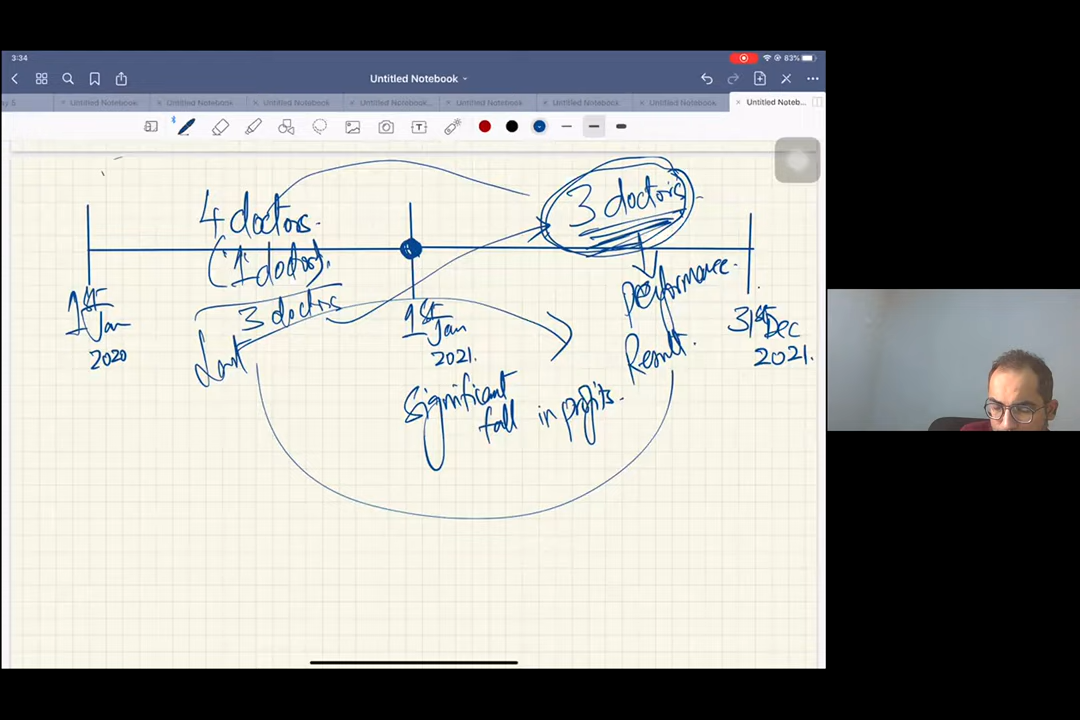 3:34
83%
Untitled Notebook
Untitled Notebook
Untitled Notebook
Untitled Notebook
Untitled Notebook...
Untitled Notebook
Untitled Notebook
Untitled Notebook
Untitled Noteb...
4 doctors.
3 doctors
(1 doctor).
3 doctors
Performance.
1st Jan 2020
1st Jan 2021.
31st Dec 2021.
Result.
Significant fall in profits.